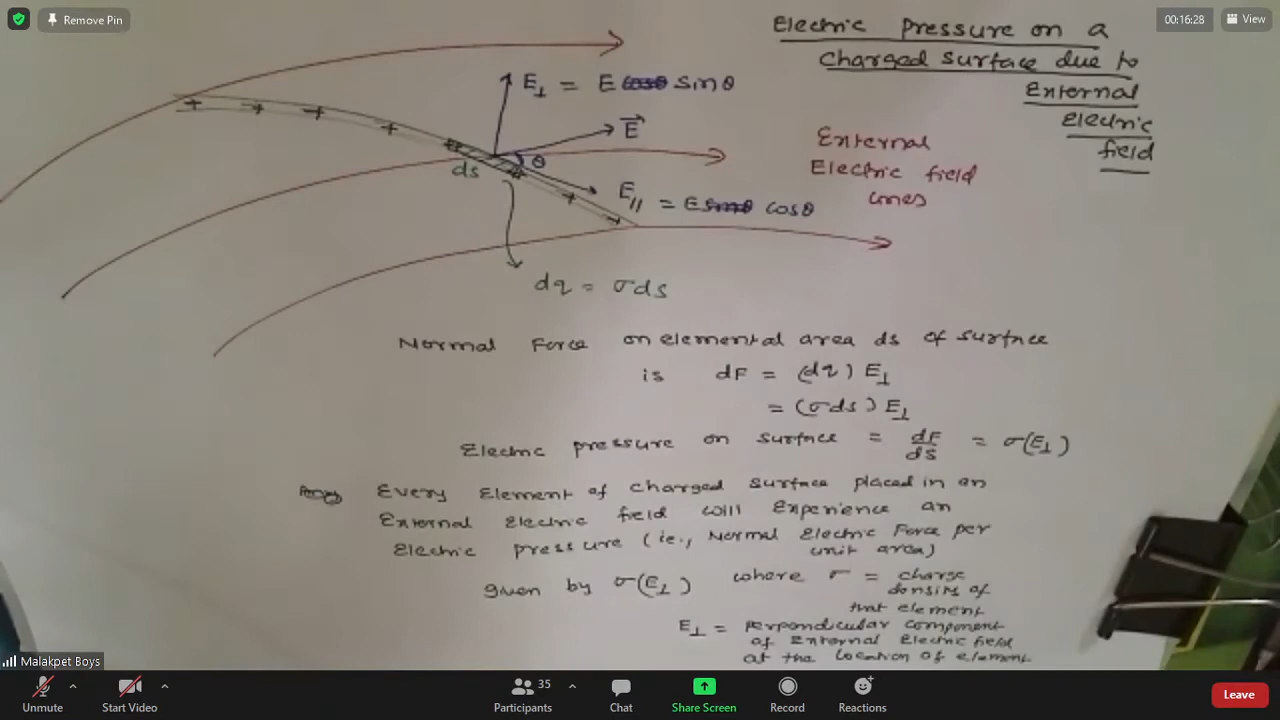 Remove Pin
00:16:28
View
Electric Pressure on a
Charged Surface due to
External
Electric
field
E⊥ = E c̶o̶s̶θ̶ sinθ
E⃗
θ
External
Electric field
lines
ds
E// = E s̶i̶n̶θ̶ cosθ
dq = σds
Normal Force on elemental area ds of surface
is dF = (dq) E⊥
= (σds) E⊥
Electric pressure on surface = dF/ds = σ(E⊥)
Every Element of charged surface placed in an
External Electric field will Experience an
Electric pressure (ie., Normal Electric Force per
unit area)
given by σ(E⊥) where σ = charge
density of
that element
E⊥ = perpendicular component
of External Electric field
at the location of element
Malakpet Boys
Unmute
Start Video
35
Participants
Chat
Share Screen
Record
Reactions
Leave